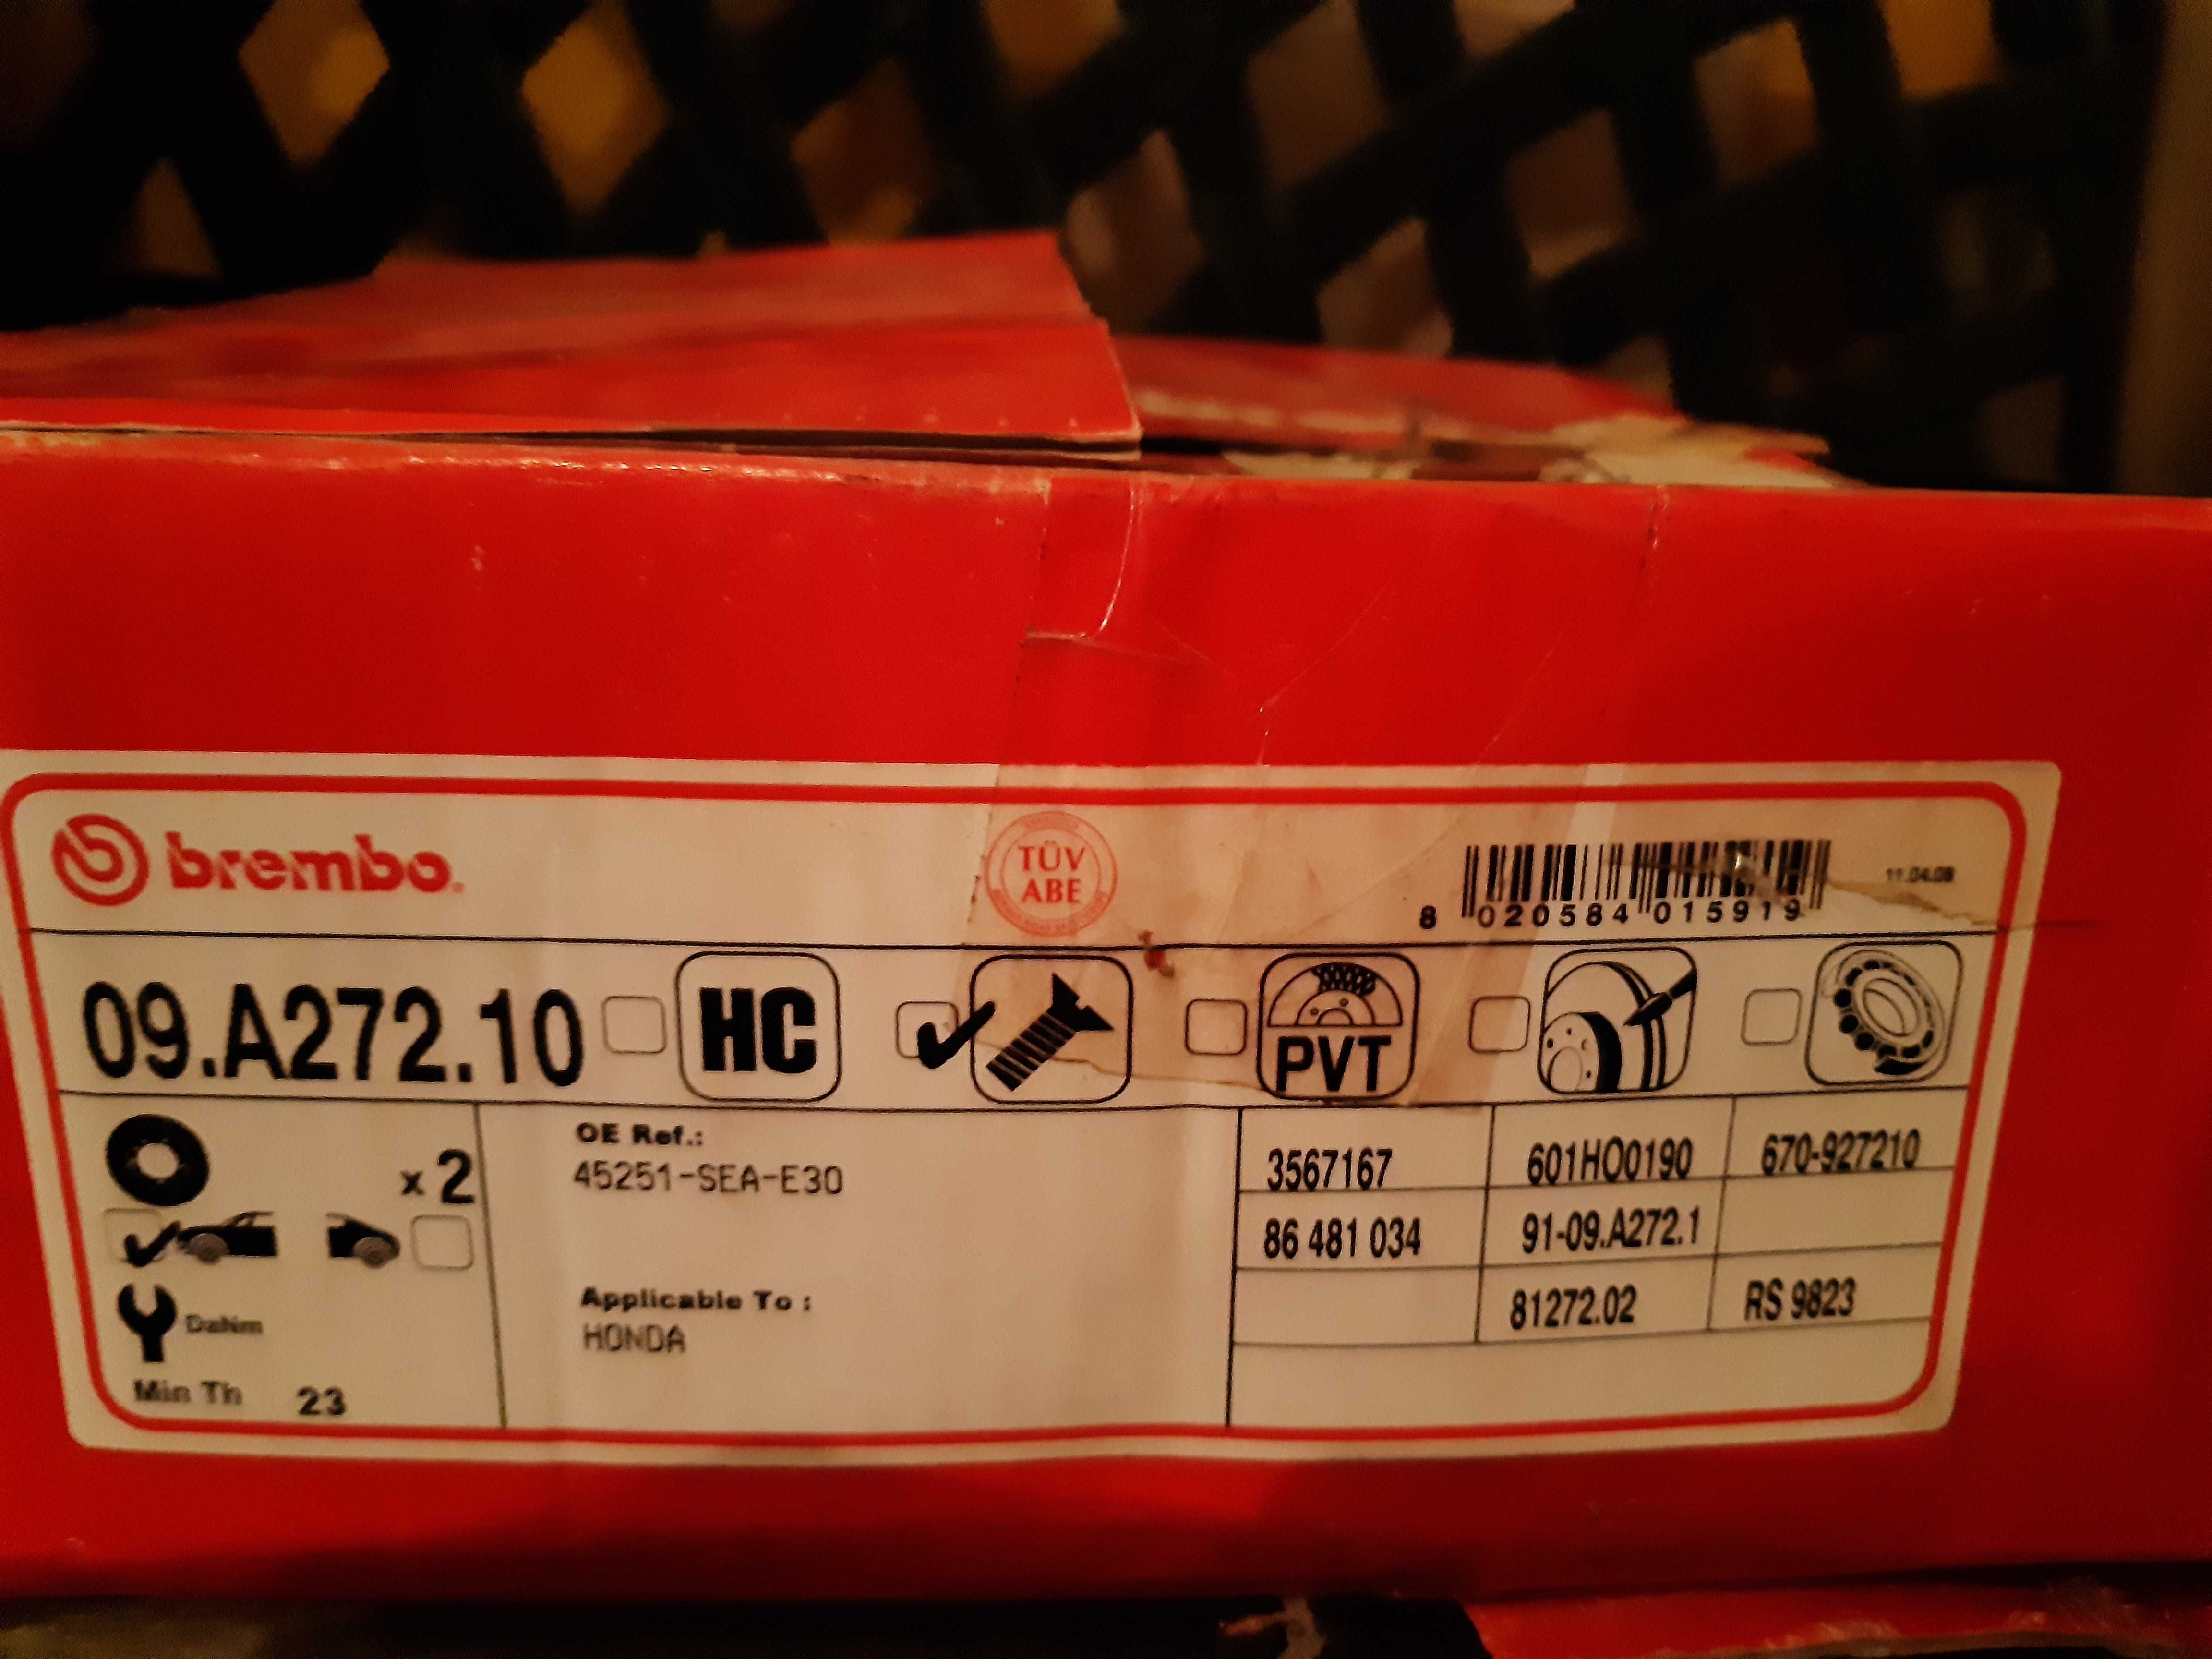 brembo
TÜV
ABE
8 020584 015919
11.04.08
09.A272.10
HC
PVT
x 2
OE Ref.:
45251-SEA-E30
3567167
601HO0190
670-927210
86 481 034
91-09.A272.1
DaNm
Applicable To :
HONDA
81272.02
RS 9823
Min Th 23